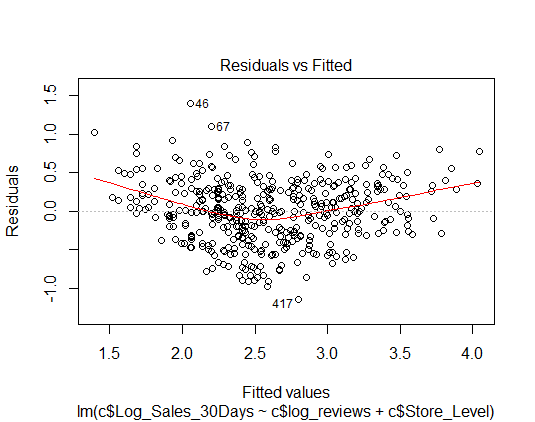 Residuals vs Fitted
Residuals
1.5
1.0
0.5
0.0
-1.0
46
67
417
1.5 2.0 2.5 3.0 3.5 4.0
Fitted values
lm(c$Log_Sales_30Days ~ c$log_reviews + c$Store_Level)